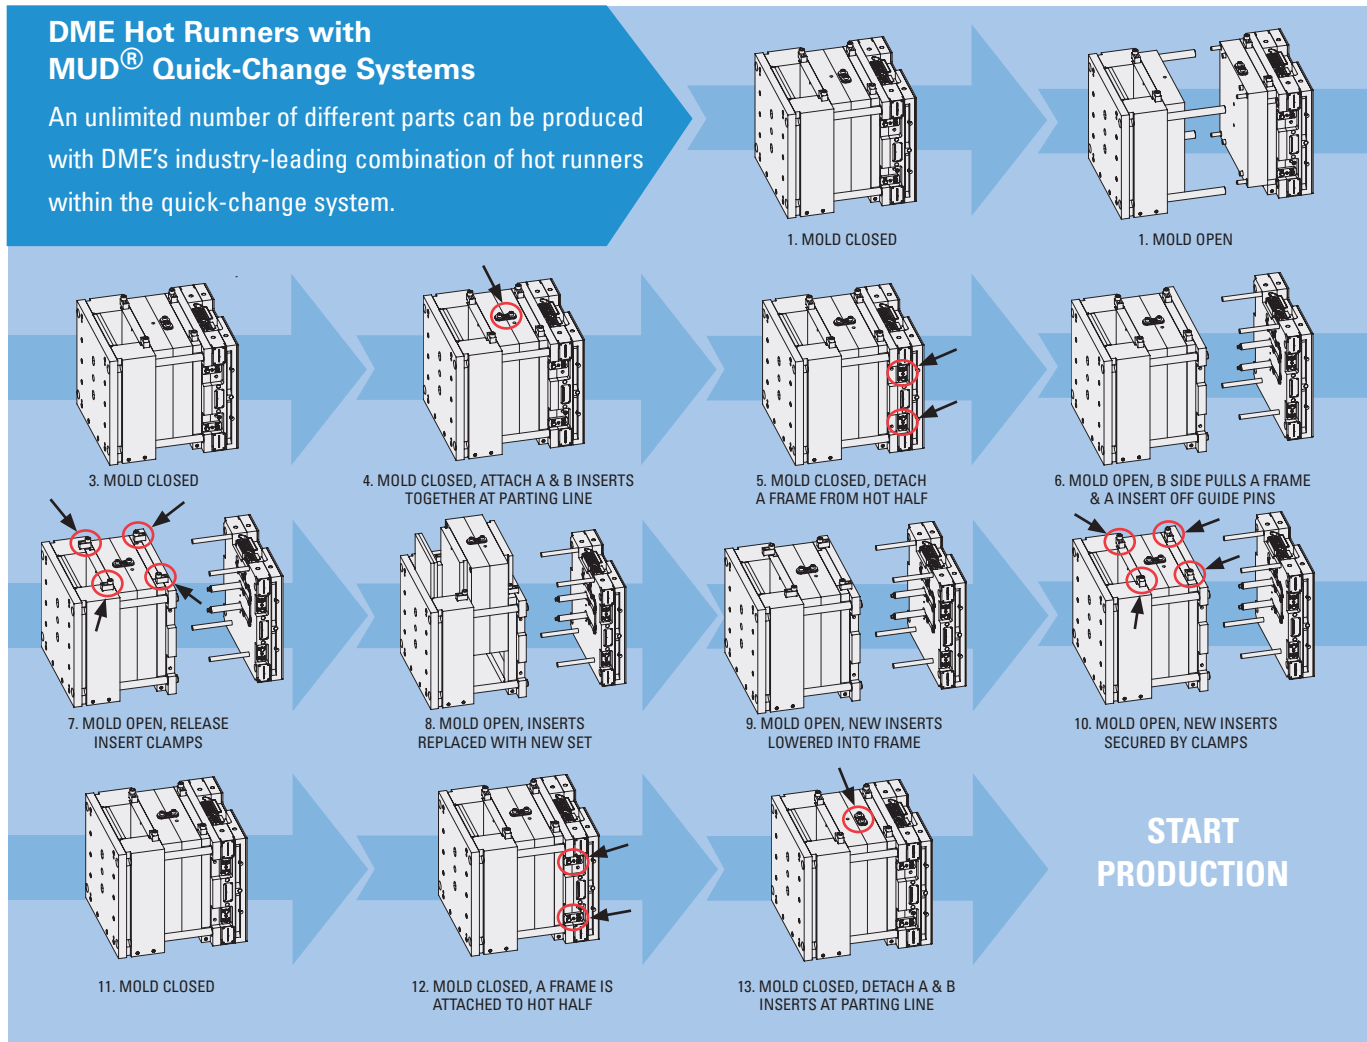 DME Hot Runners with
MUD® Quick-Change Systems
An unlimited number of different parts can be produced
with DME's industry-leading combination of hot runners
within the quick-change system.
1. MOLD CLOSED
1. MOLD OPEN
3. MOLD CLOSED
4. MOLD CLOSED, ATTACH A & B INSERTS
TOGETHER AT PARTING LINE
5. MOLD CLOSED, DETACH
A FRAME FROM HOT HALF
6. MOLD OPEN, B SIDE PULLS A FRAME
& A INSERT OFF GUIDE PINS
7. MOLD OPEN, RELEASE
INSERT CLAMPS
8. MOLD OPEN, INSERTS
REPLACED WITH NEW SET
9. MOLD OPEN, NEW INSERTS
LOWERED INTO FRAME
10. MOLD OPEN, NEW INSERTS
SECURED BY CLAMPS
11. MOLD CLOSED
12. MOLD CLOSED, A FRAME IS
ATTACHED TO HOT HALF
13. MOLD CLOSED, DETACH A & B
INSERTS AT PARTING LINE
START
PRODUCTION